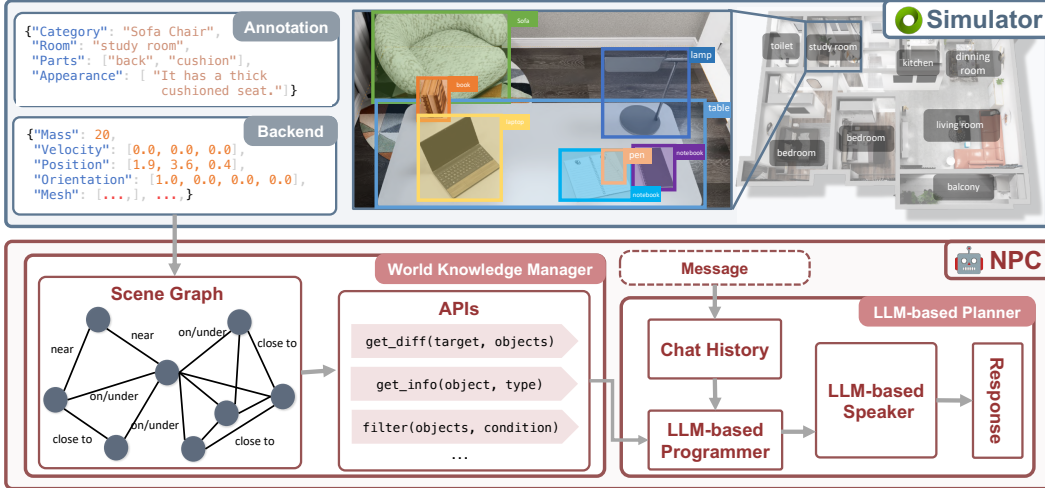 Annotation
{"Category": "Sofa Chair",
"Room": "study room",
"Parts": ["back", "cushion"],
"Appearance": [ "It has a thick
cushioned seat."]}
Backend
{"Mass": 20,
"Velocity": [0.0, 0.0, 0.0],
"Position": [1.9, 3.6, 0.4],
"Orientation": [1.0, 0.0, 0.0, 0.0],
"Mesh": [...,], ...,}
Sofa
lamp
book
table
laptop
pen
notebook
notebook
Simulator
toilet
study room
kitchen
dinning
room
living room
bedroom
bedroom
balcony
NPC
World Knowledge Manager
Scene Graph
near
near
on/under
close to
on/under
on/under
close to
close to
APIs
get_diff(target, objects)
get_info(object, type)
filter(objects, condition)
...
Message
LLM-based Planner
Chat History
LLM-based
Programmer
LLM-based
Speaker
Response